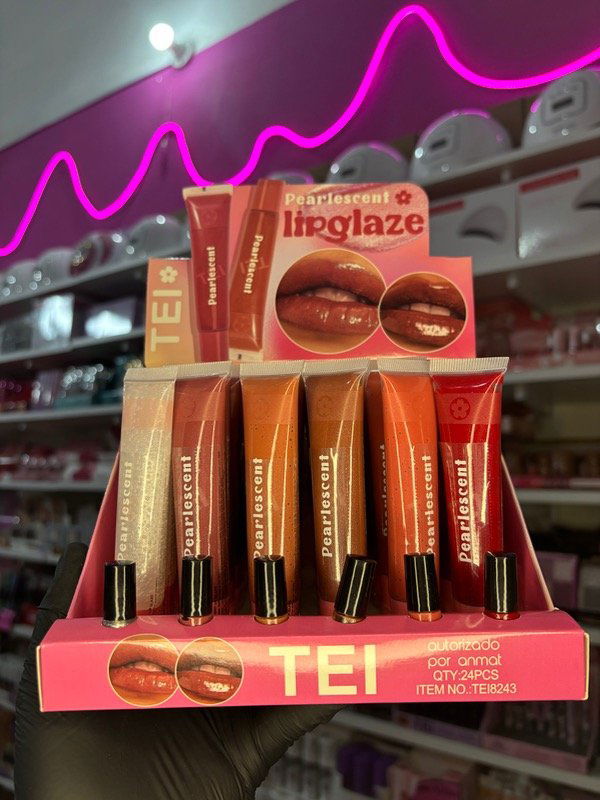 Pearlescent
lipglaze
TEI
Pearlescent
Pearlescent
Pearlescent
Pearlescent
Pearlescent
Pearlescent
Pearlescent
Pearlescent
TEI
autorizado
por anmat
QTY:24PCS
ITEM NO.:TEI8243